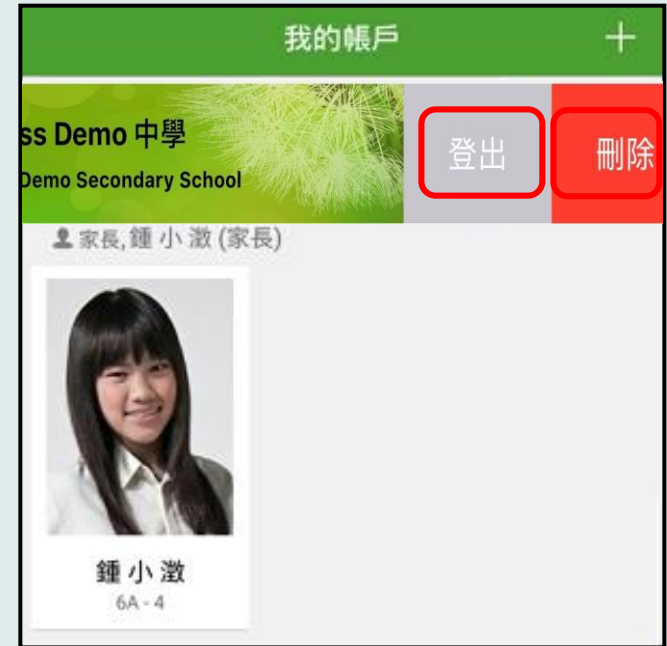 我的帳戶 +
ss Demo 中學
Demo Secondary School
登出
刪除
家長,鍾 小 澂 (家長)
鍾 小 澂
6A - 4